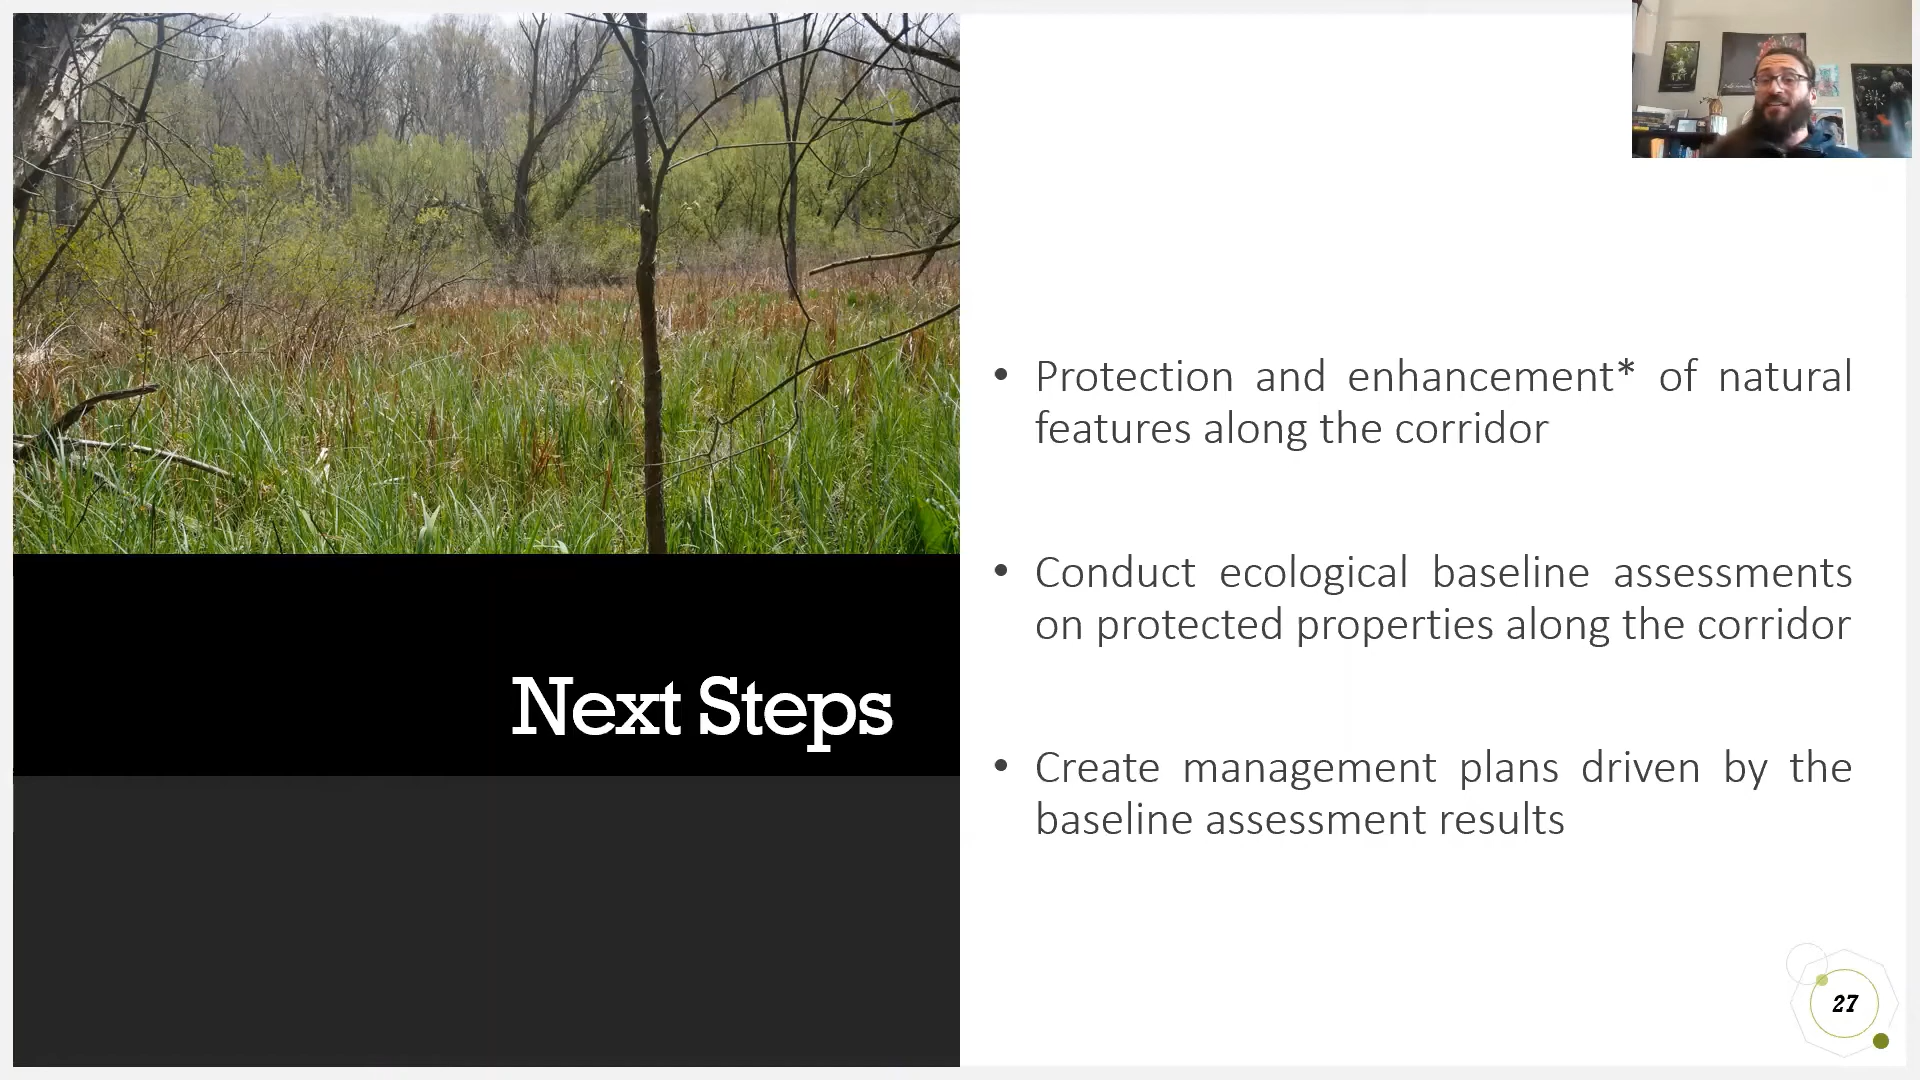 Next Steps
• Protection and enhancement* of natural
features along the corridor
• Conduct ecological baseline assessments
on protected properties along the corridor
• Create management plans driven by the
baseline assessment results
27